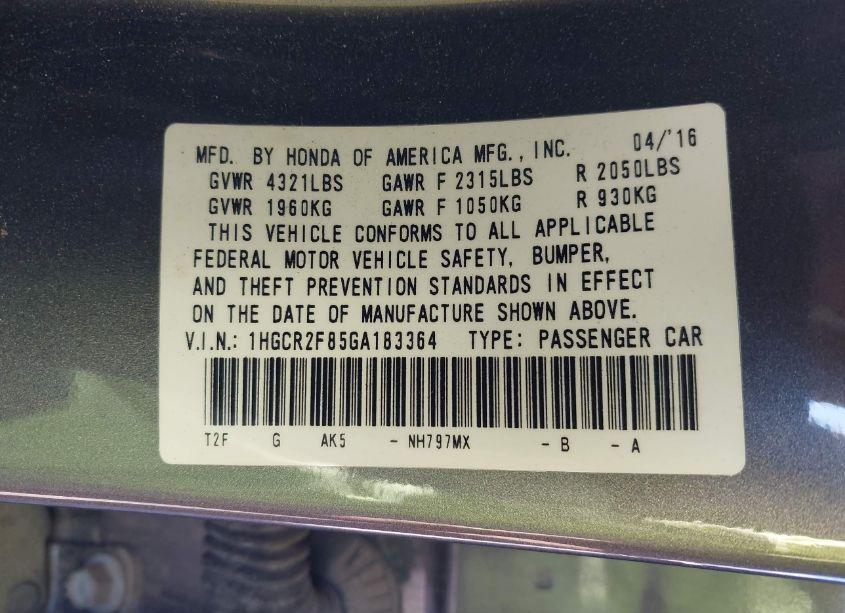 MFD. BY HONDA OF AMERICA MFG., INC. 04/'16
GVWR 4321LBS GAWR F 2315LBS R 2050LBS
GVWR 1960KG GAWR F 1050KG R 930KG
THIS VEHICLE CONFORMS TO ALL APPLICABLE
FEDERAL MOTOR VEHICLE SAFETY, BUMPER,
AND THEFT PREVENTION STANDARDS IN EFFECT
ON THE DATE OF MANUFACTURE SHOWN ABOVE.
V.I.N.: 1HGCR2F85GA183364 TYPE: PASSENGER CAR
T2F G AK5 - NH797MX - B - A